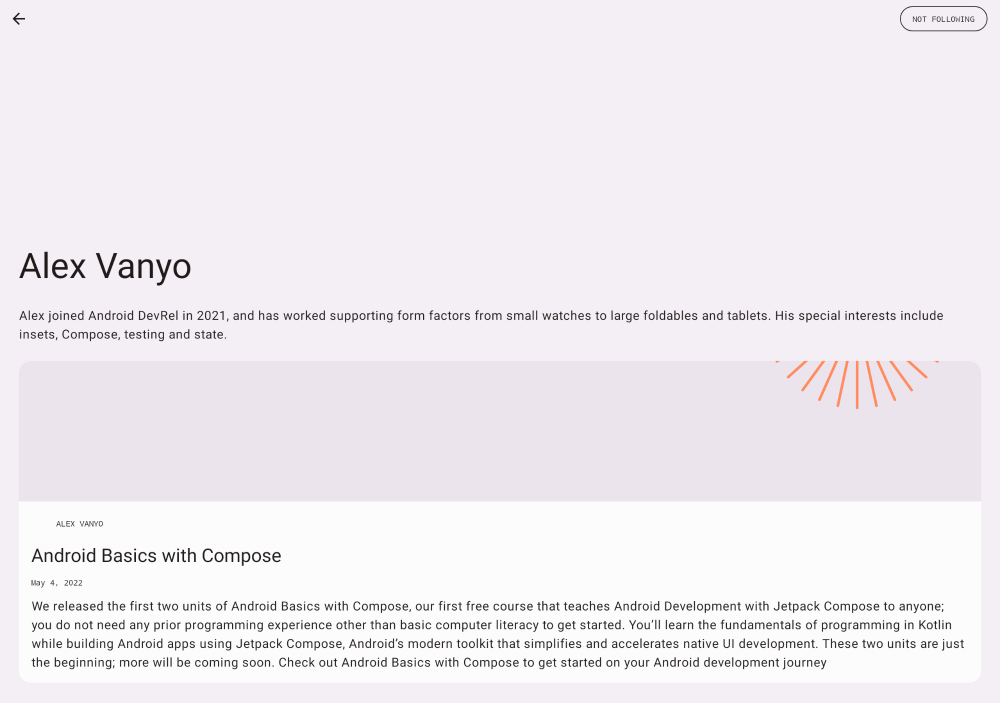 NOT FOLLOWING
Alex Vanyo
Alex joined Android DevRel in 2021, and has worked supporting form factors from small watches to large foldables and tablets. His special interests include
insets, Compose, testing and state.
ALEX VANYO
Android Basics with Compose
May 4, 2022
We released the first two units of Android Basics with Compose, our first free course that teaches Android Development with Jetpack Compose to anyone;
you do not need any prior programming experience other than basic computer literacy to get started. You’ll learn the fundamentals of programming in Kotlin
while building Android apps using Jetpack Compose, Android’s modern toolkit that simplifies and accelerates native UI development. These two units are just
the beginning; more will be coming soon. Check out Android Basics with Compose to get started on your Android development journey